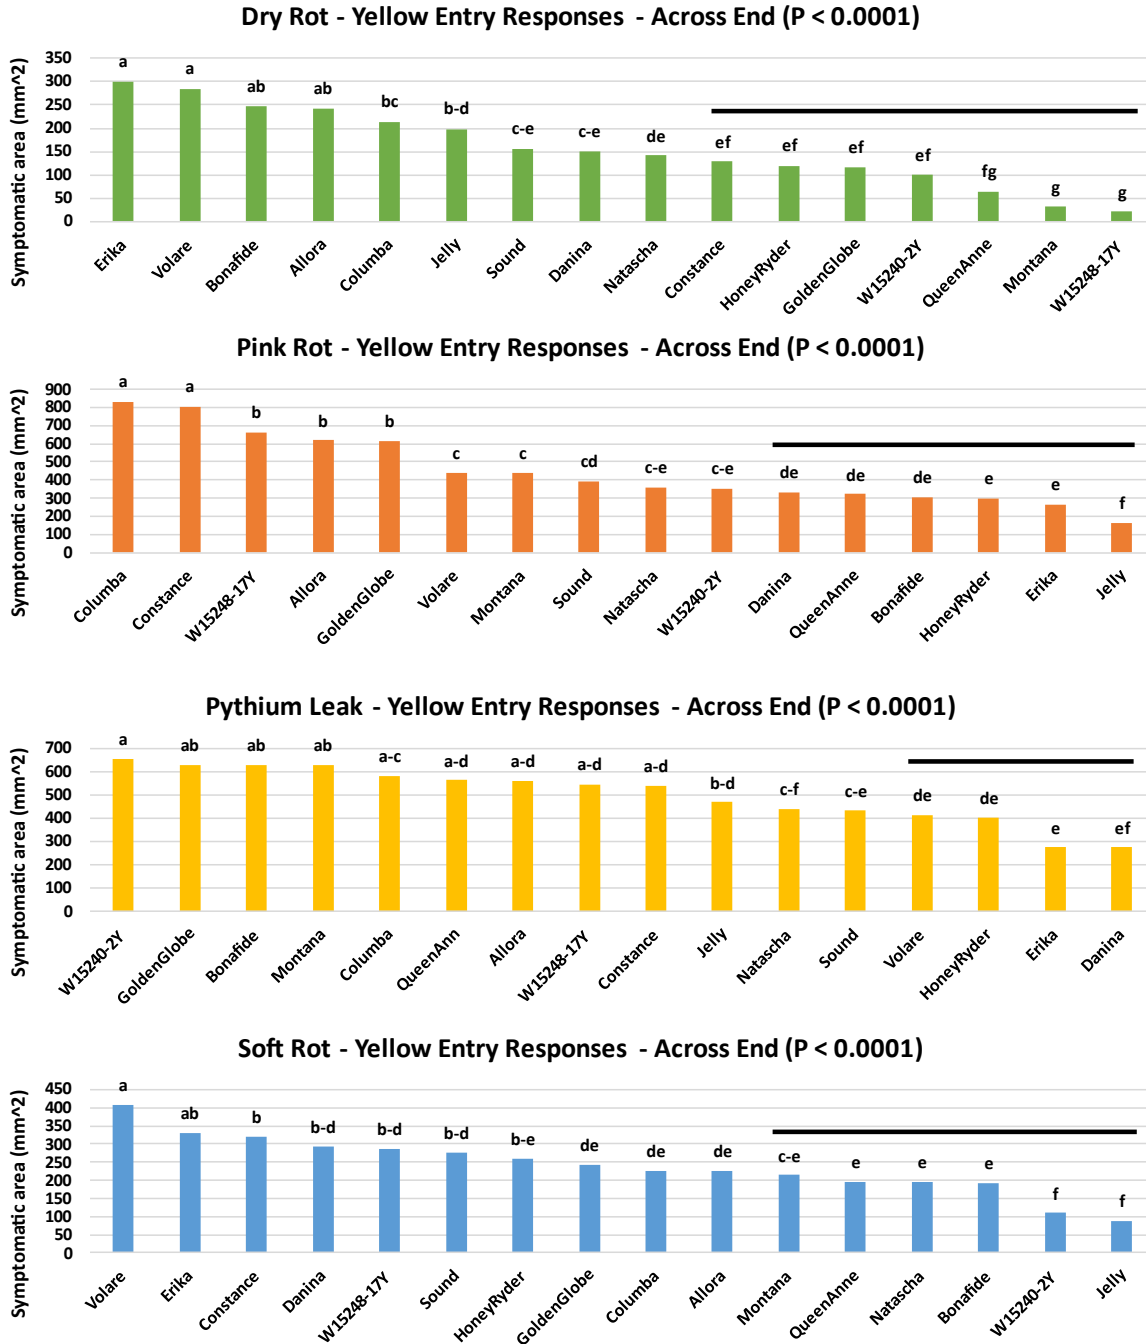 Dry Rot - Yellow Entry Responses - Across End (P < 0.0001)
Symptomatic area (mm^2)
350
300
250
200
150
100
50
0
a a ab ab bc b-d c-e c-e de ef ef ef ef fg g g
Erika Volare Bonafide Allora Columba Jelly Sound Danina Natascha Constance HoneyRyder GoldenGlobe W15240-2Y QueenAnne Montana W15248-17Y
Pink Rot - Yellow Entry Responses - Across End (P < 0.0001)
Symptomatic area (mm^2)
900
800
700
600
500
400
300
200
100
0
a a b b b c c cd c-e c-e de de de e e f
Columba Constance W15248-17Y Allora GoldenGlobe Volare Montana Sound Natascha W15240-2Y Danina QueenAnne Bonafide HoneyRyder Erika Jelly
Pythium Leak - Yellow Entry Responses - Across End (P < 0.0001)
Symptomatic area (mm^2)
700
600
500
400
300
200
100
0
a ab ab ab a-c a-d a-d a-d a-d b-d c-f c-e de de e ef
W15240-2Y GoldenGlobe Bonafide Montana Columba QueenAnn Allora W15248-17Y Constance Jelly Natascha Sound Volare HoneyRyder Erika Danina
Soft Rot - Yellow Entry Responses - Across End (P < 0.0001)
Symptomatic area (mm^2)
450
400
350
300
250
200
150
100
50
0
a ab b b-d b-d b-d b-e de de de c-e e e e f f
Volare Erika Constance Danina W15248-17Y Sound HoneyRyder GoldenGlobe Columba Allora Montana QueenAnne Natascha Bonafide W15240-2Y Jelly